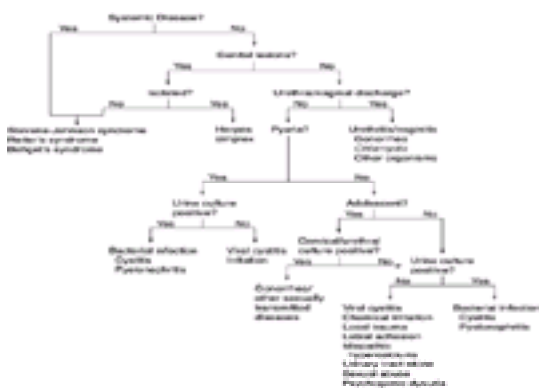 Systemic Disease?
Yes No
Genital lesions?
Yes No
Isolated?
Urethral/vaginal discharge?
No Yes
No Yes
Stevens-Johnson syndrome
Reiter's syndrome
Behçet's syndrome
Herpes
simplex
Pyuria?
Urethritis/vaginitis
Gonorrhea
Chlamydia
Other organisms
Yes No
Urine culture
positive?
Adolescent?
Yes No
Yes No
Bacterial infection
Cystitis
Pyelonephritis
Viral cystitis
Irritation
Cervical/urethral
culture positive?
Yes No
Urine culture
positive?
No Yes
Gonorrhea/
other sexually
transmitted
diseases
Viral cystitis
Chemical irritation
Local trauma
Labial adhesion
Idiopathic
hypercalciuria
Urinary tract stone
Sexual abuse
Psychogenic dysuria
Bacterial infection
Cystitis
Pyelonephritis